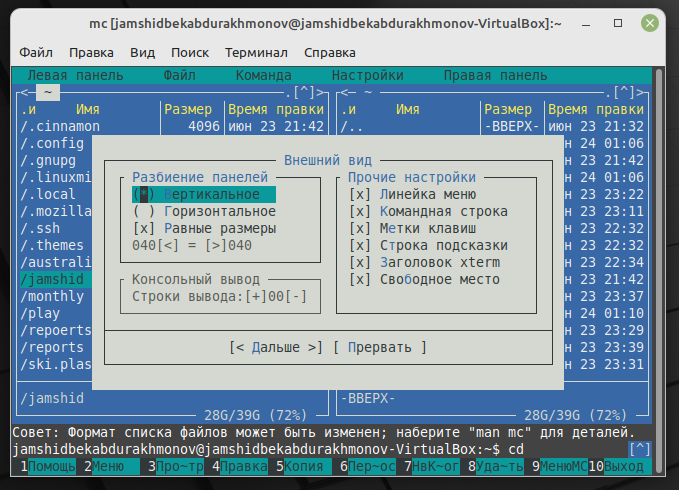 mc [jamshidbekabdurakhmonov@jamshidbekabdurakhmonov-VirtualBox]:~
Файл Правка Вид Поиск Терминал Справка
Левая панель Файл Команда Настройки Правая панель
<─ ~ .[^]> <─ ~ .[^]>
.и Имя Размер Время правки .и Имя Размер Время правки
/.cinnamon 4096 июн 23 21:42 /.. -ВВЕРХ- июн 23 21:32
/.config н 24 01:06
Внешний вид
/.gnupg н 23 21:42
/.linuxmi Разбиение панелей Прочие настройки н 24 01:06
/.local (*) Вертикальное [x] Линейка меню н 23 23:22
/.mozilla ( ) Горизонтальное [x] Командная строка н 23 23:11
/.ssh [x] Равные размеры [x] Метки клавиш н 23 22:32
/.themes 040[<] = [>]040 [x] Строка подсказки н 23 22:32
/australi [x] Заголовок xterm н 23 22:34
/jamshid Консольный вывод [x] Свободное место н 23 21:42
/monthly Строки вывода:[+]00[-] н 23 23:37
/play н 24 01:10
/repoerts н 23 23:29
/reports [< Дальше >] [ Прервать ] н 23 23:39
/ski.plas н 23 23:31
/jamshid -ВВЕРХ-
28G/39G (72%) 28G/39G (72%)
Совет: Формат списка файлов может быть изменен; наберите "man mc" для деталей.
jamshidbekabdurakhmonov@jamshidbekabdurakhmonov-VirtualBox:~$ cd [^]
1Помощь 2Меню 3Про~тр 4Правка 5Копия 6Пер~ос 7НвК~ог 8Уда~ть 9МенюMC 10Выход